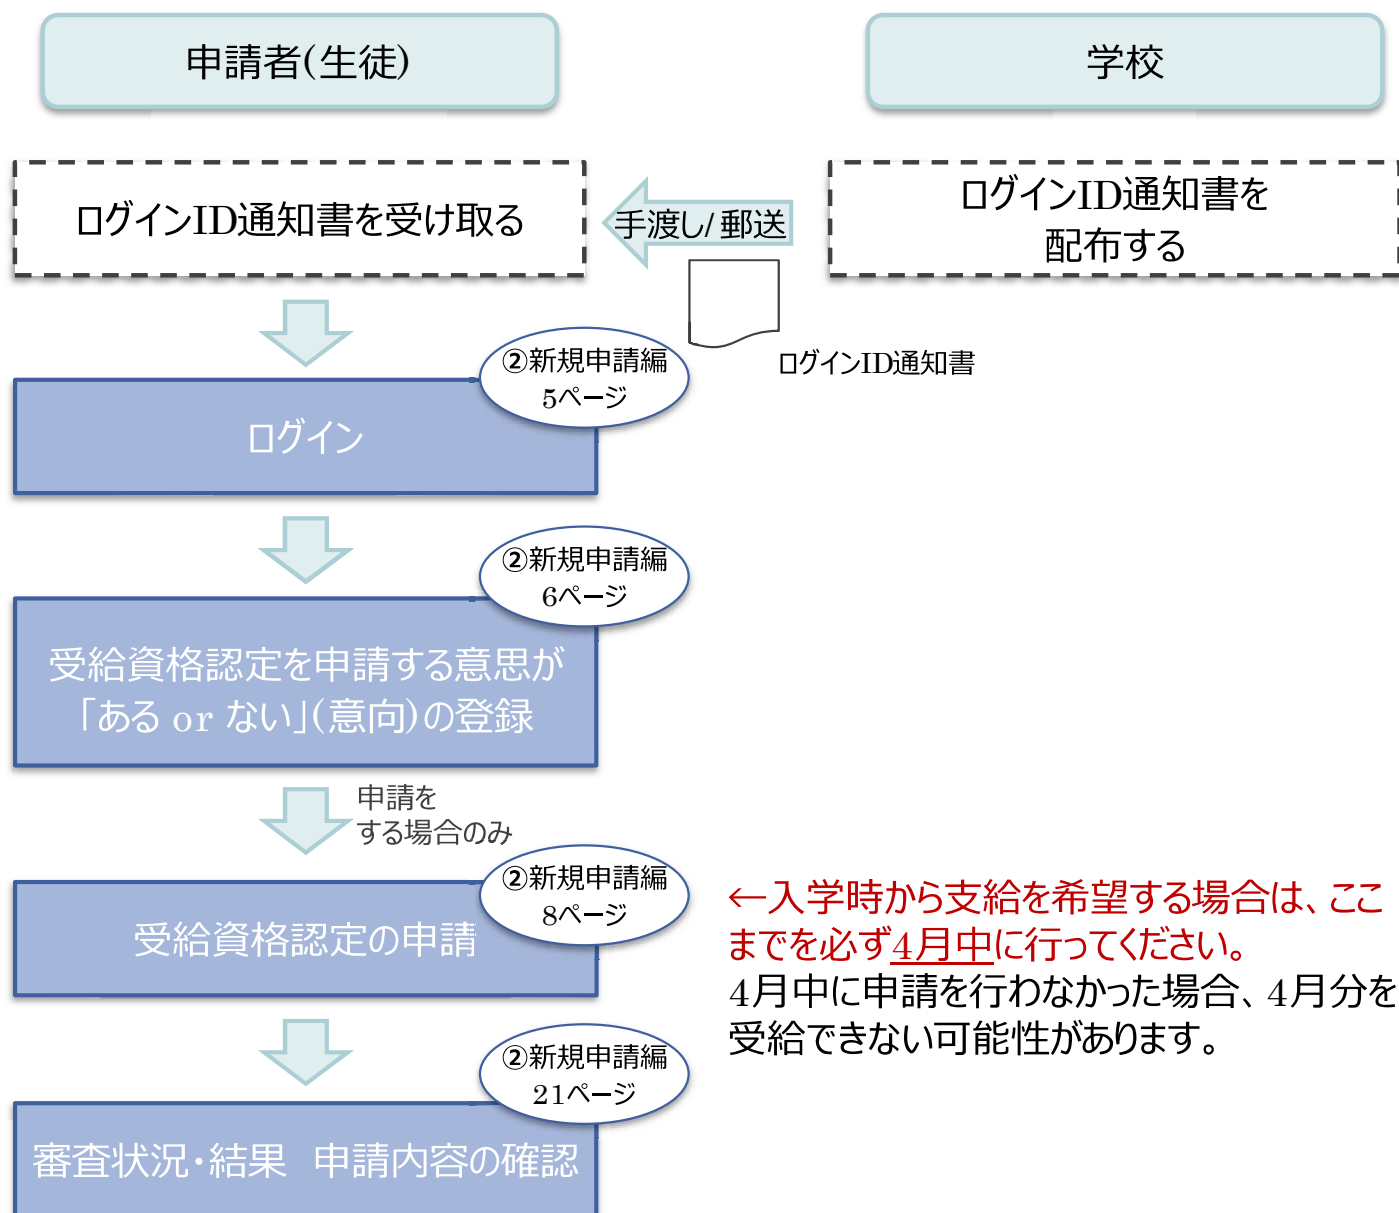 申請者(生徒)
学校
ログインID通知書を受け取る
手渡し/郵送
ログインID通知書を
配布する
ログインID通知書
②新規申請編
5ページ
ログイン
②新規申請編
6ページ
受給資格認定を申請する意思が
「ある or ない」(意向)の登録
申請を
する場合のみ
②新規申請編
8ページ
受給資格認定の申請
←入学時から支給を希望する場合は、ここ
までを必ず4月中に行ってください。
4月中に申請を行わなかった場合、4月分を
受給できない可能性があります。
②新規申請編
21ページ
審査状況・結果　申請内容の確認